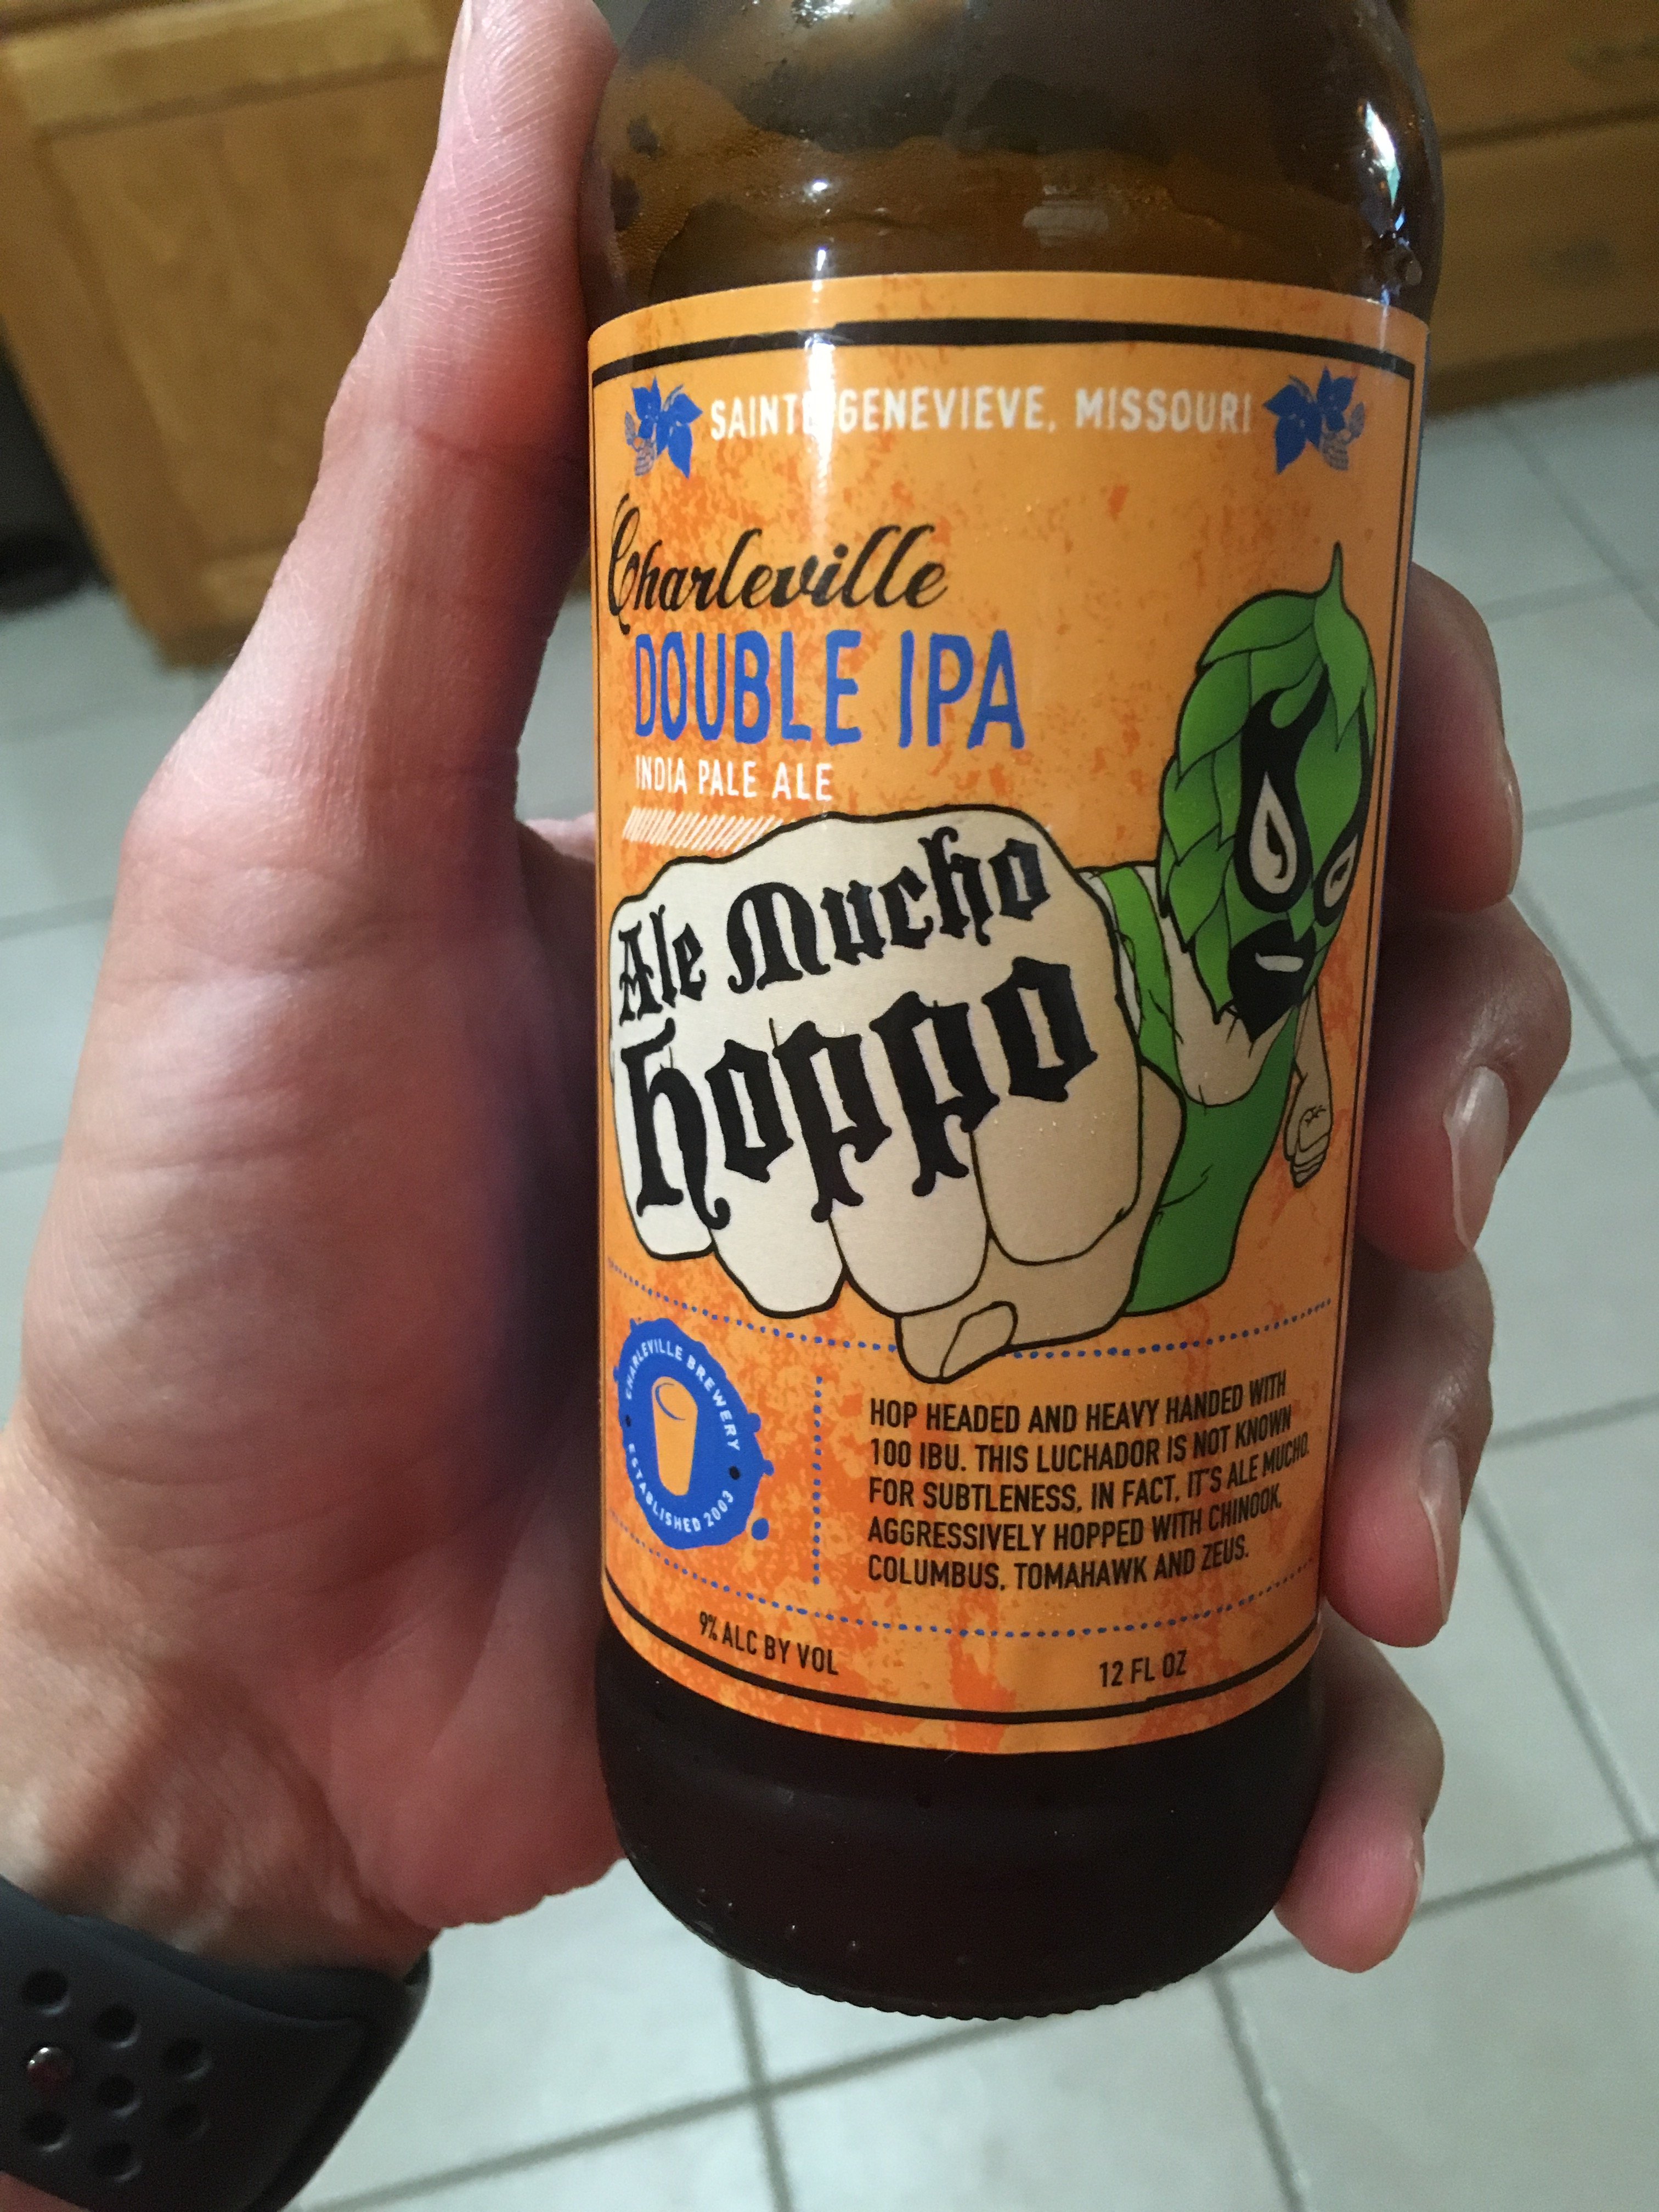 SAINTE GENEVIEVE, MISSOURI
Charleville
DOUBLE IPA
INDIA PALE ALE
Ale Mucho
Hoppo
CHARLEVILLE BREWERY
ESTABLISHED 2003
HOP HEADED AND HEAVY HANDED WITH
100 IBU. THIS LUCHADOR IS NOT KNOWN
FOR SUBTLENESS, IN FACT, IT'S ALE MUCHO.
AGGRESSIVELY HOPPED WITH CHINOOK,
COLUMBUS, TOMAHAWK AND ZEUS.
9% ALC BY VOL
12 FL OZ